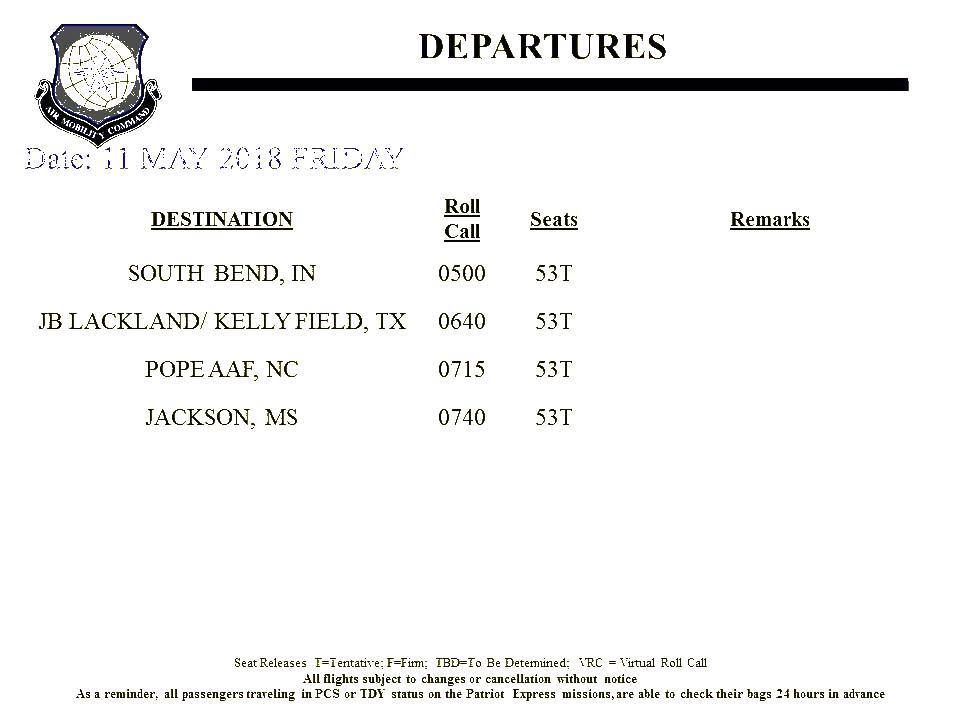 DEPARTURES
AIR MOBILITY COMMAND
Date: 11 MAY 2018 FRIDAY
DESTINATION Roll Call Seats Remarks
SOUTH BEND, IN 0500 53T
JB LACKLAND/ KELLY FIELD, TX 0640 53T
POPE AAF, NC 0715 53T
JACKSON, MS 0740 53T
Seat Releases T=Tentative; F=Firm; TBD=To Be Determined; VRC = Virtual Roll Call
All flights subject to changes or cancellation without notice
As a reminder, all passengers traveling in PCS or TDY status on the Patriot Express missions, are able to check their bags 24 hours in advance